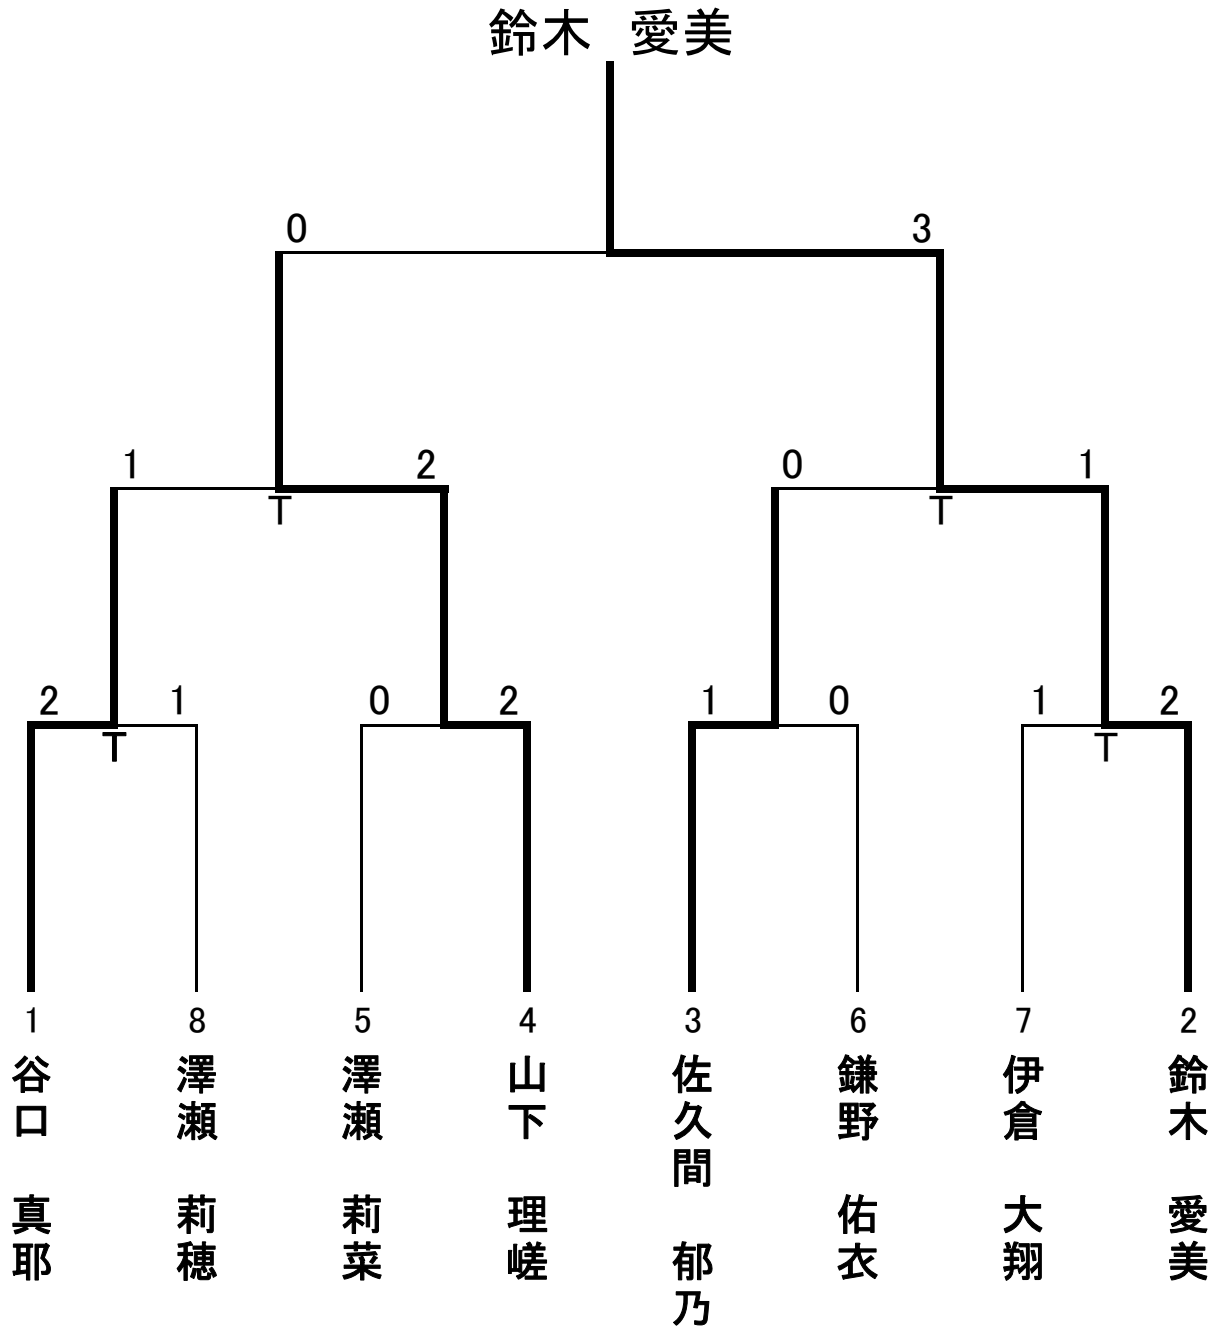 鈴木　愛美
0 3
1 2 0 1
T T
2 1 0 2 1 0 1 2
T T
1 8 5 4 3 6 7 2
谷口　真耶
澤瀬　莉穂
澤瀬　莉菜
山下　理嵯
佐久間　郁乃
鎌野　佑衣
伊倉　大翔
鈴木　愛美